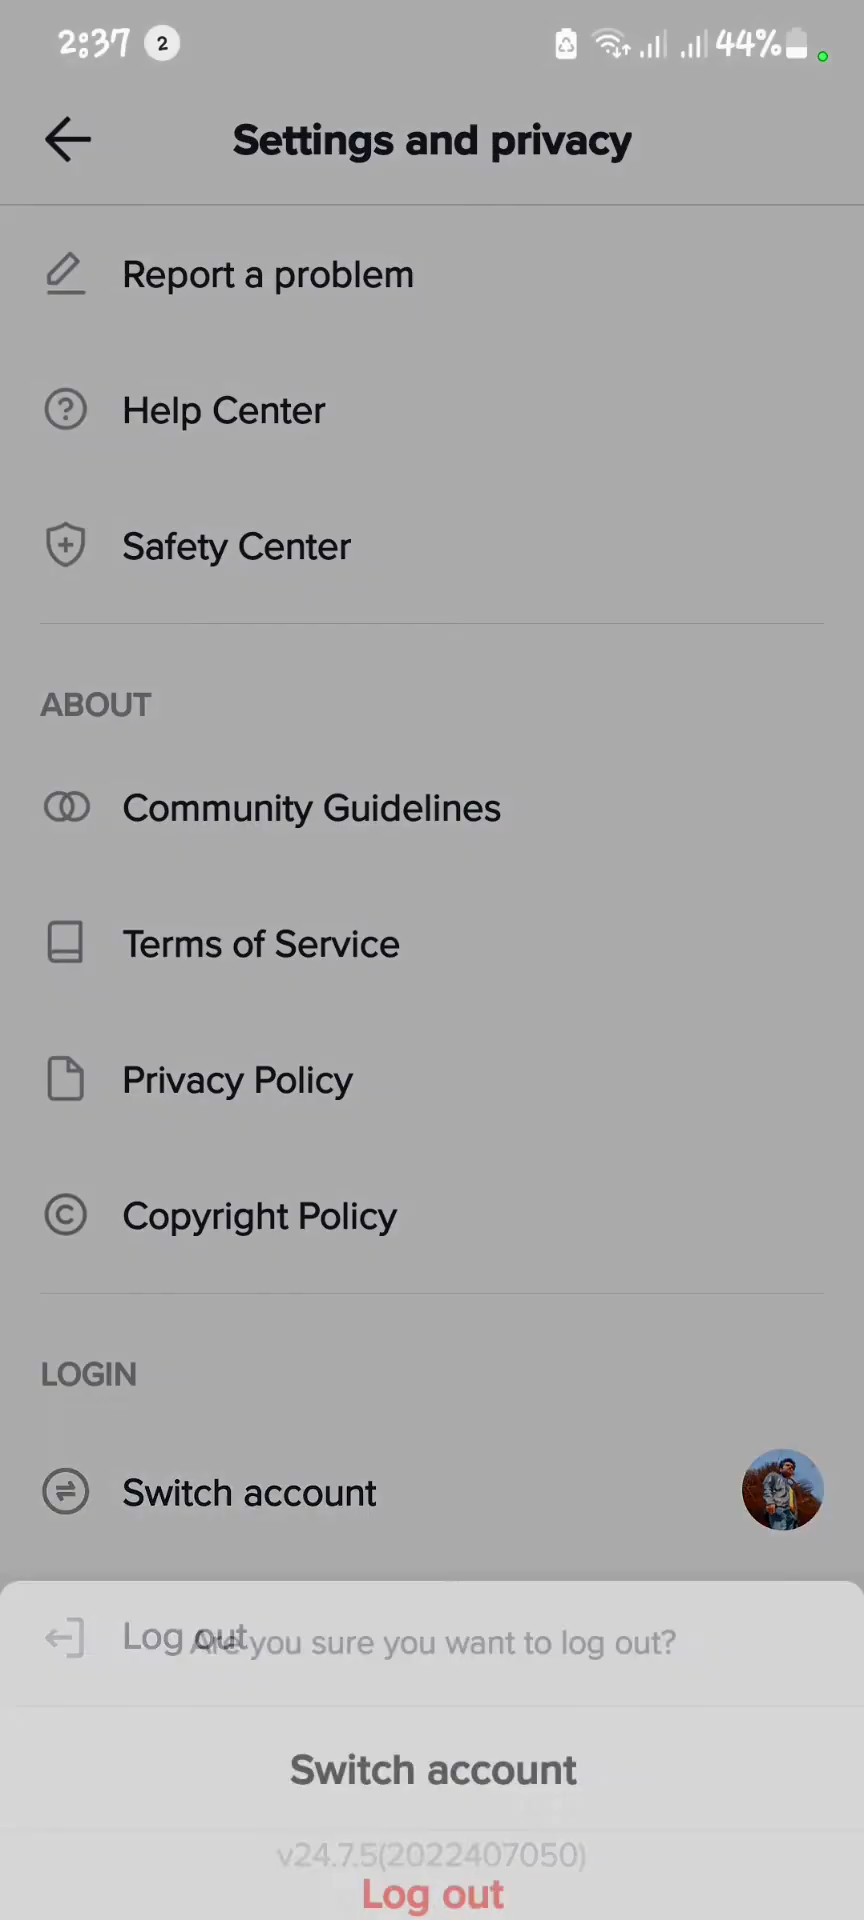 2:37 2 44%
Settings and privacy
Report a problem
Help Center
Safety Center
ABOUT
Community Guidelines
Terms of Service
Privacy Policy
Copyright Policy
LOGIN
Switch account
Log out
Are you sure you want to log out?
Switch account
v24.7.5(2022407050)
Log out